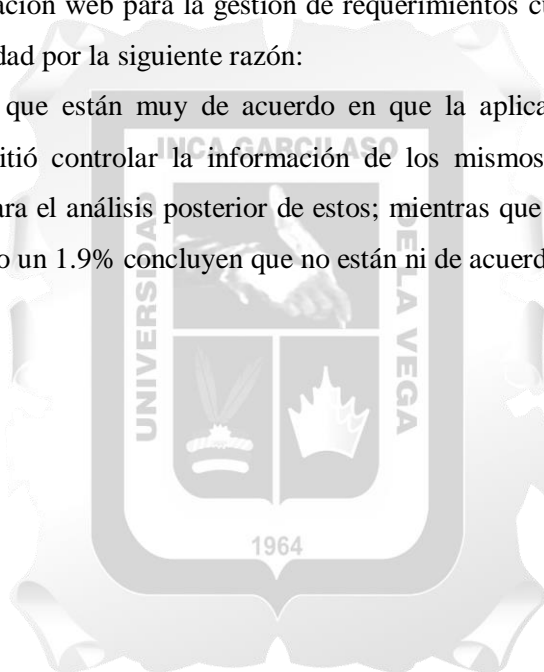 ación web para la gestión de requerimientos cu
dad por la siguiente razón:
que están muy de acuerdo en que la aplica
itió controlar la información de los mismos
ara el análisis posterior de estos; mientras que
o un 1.9% concluyen que no están ni de acuerd
INCA GARCILASO
UNIVERSIDAD
DE LA VEGA
1964